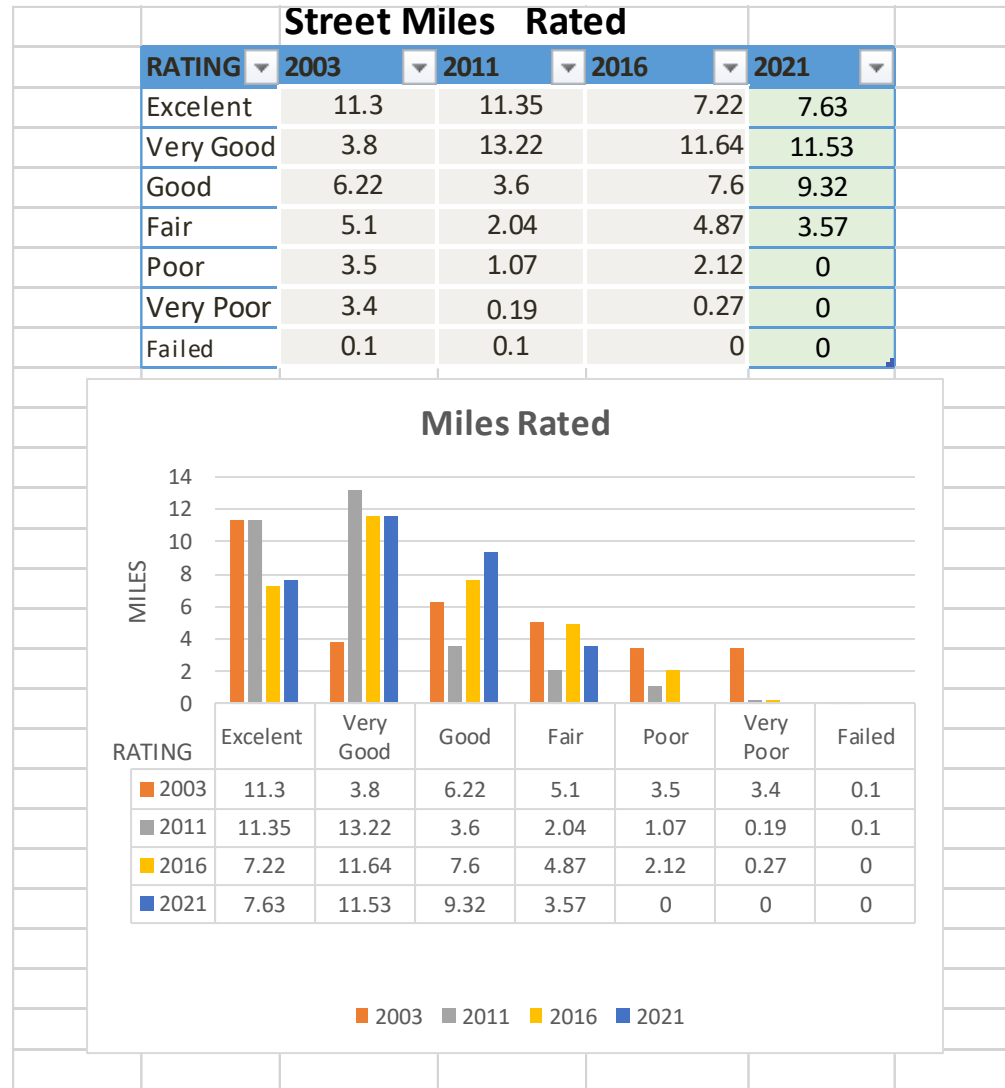 Street Miles Rated
RATING 2003 2011 2016 2021
Excelent 11.3 11.35 7.22 7.63
Very Good 3.8 13.22 11.64 11.53
Good 6.22 3.6 7.6 9.32
Fair 5.1 2.04 4.87 3.57
Poor 3.5 1.07 2.12 0
Very Poor 3.4 0.19 0.27 0
Failed 0.1 0.1 0 0
Miles Rated
14
12
10
8
6
4
2
0
MILES
RATING Excelent Very Good Good Fair Poor Very Poor Failed
2003 11.3 3.8 6.22 5.1 3.5 3.4 0.1
2011 11.35 13.22 3.6 2.04 1.07 0.19 0.1
2016 7.22 11.64 7.6 4.87 2.12 0.27 0
2021 7.63 11.53 9.32 3.57 0 0 0
2003 2011 2016 2021